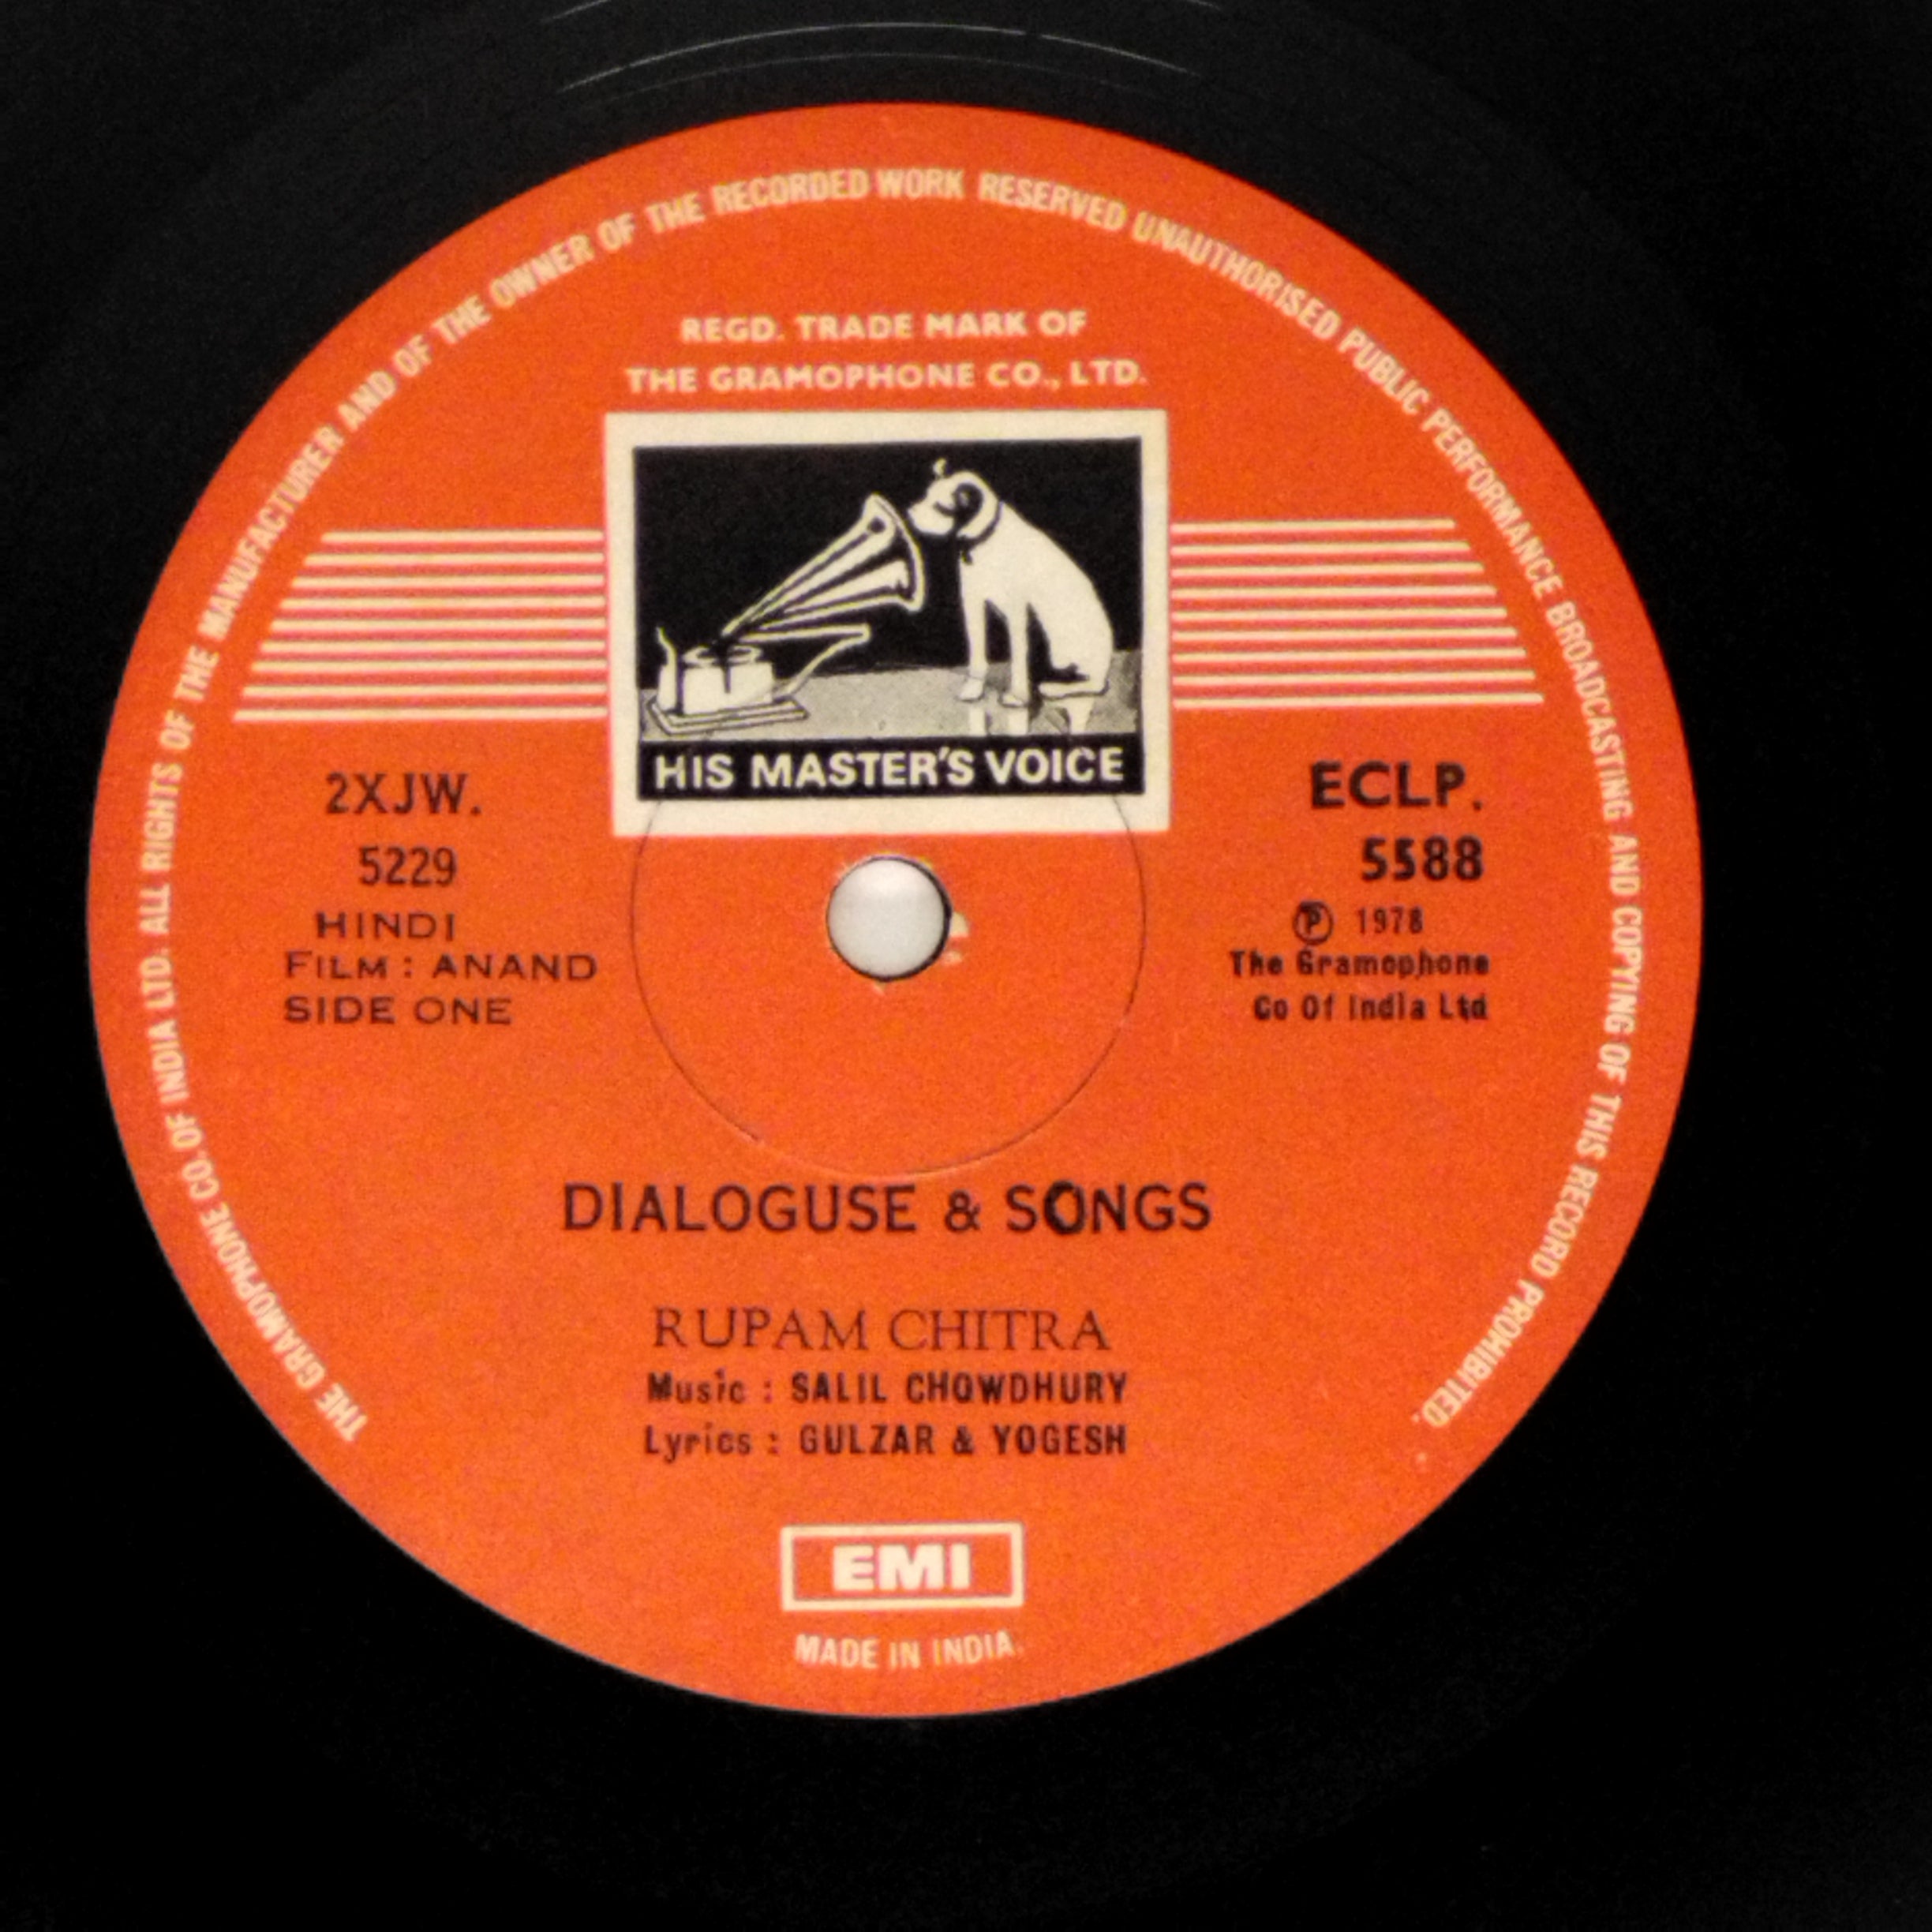 THE GRAMOPHONE CO. OF INDIA LTD. ALL RIGHTS OF THE MANUFACTURER AND OF THE OWNER OF THE RECORDED WORK RESERVED UNAUTHORISED PUBLIC PERFORMANCE BROADCASTING AND COPYING OF THIS RECORD PROHIBITED.
REGD. TRADE MARK OF
THE GRAMOPHONE CO., LTD.
HIS MASTER'S VOICE
2XJW.
5229
HINDI
FILM : ANAND
SIDE ONE
ECLP.
5588
Ⓟ 1978
The Gramophone
Co Of India Ltd
DIALOGUSE & SONGS
RUPAM CHITRA
Music : SALIL CHOWDHURY
Lyrics : GULZAR & YOGESH
EMI
MADE IN INDIA.